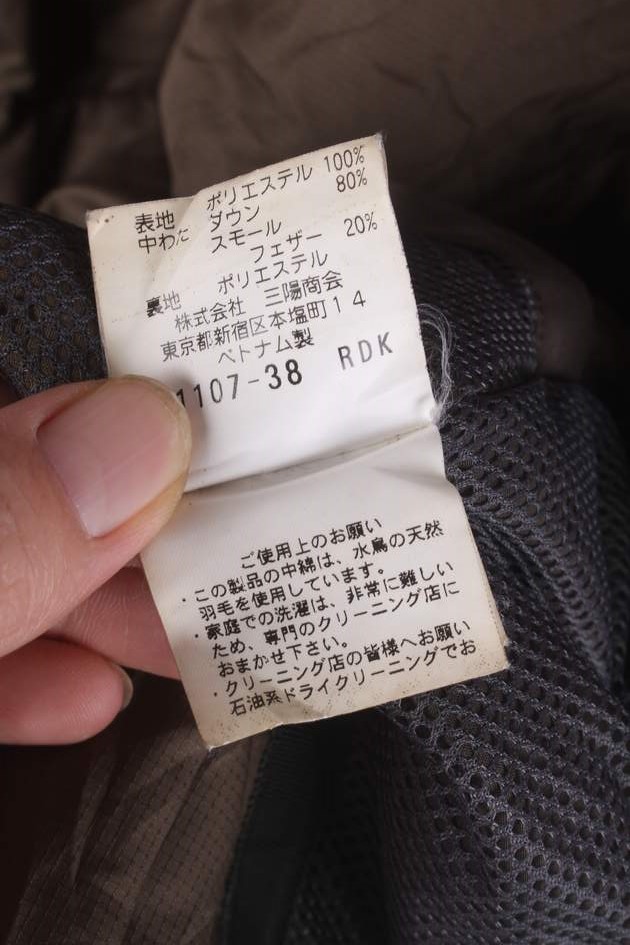 表地 ポリエステル 100%
中わた ダウン 80%
スモール
フェザー 20%
裏地 ポリエステル
株式会社 三陽商会
東京都新宿区本塩町14
ベトナム製
1107-38 RDK
ご使用上のお願い
・この製品の中綿は、水鳥の天然
羽毛を使用しています。
・家庭での洗濯は、非常に難しい
ため、専門のクリーニング店に
おまかせ下さい。
・クリーニング店の皆様へお願い
石油系ドライクリーニングでお